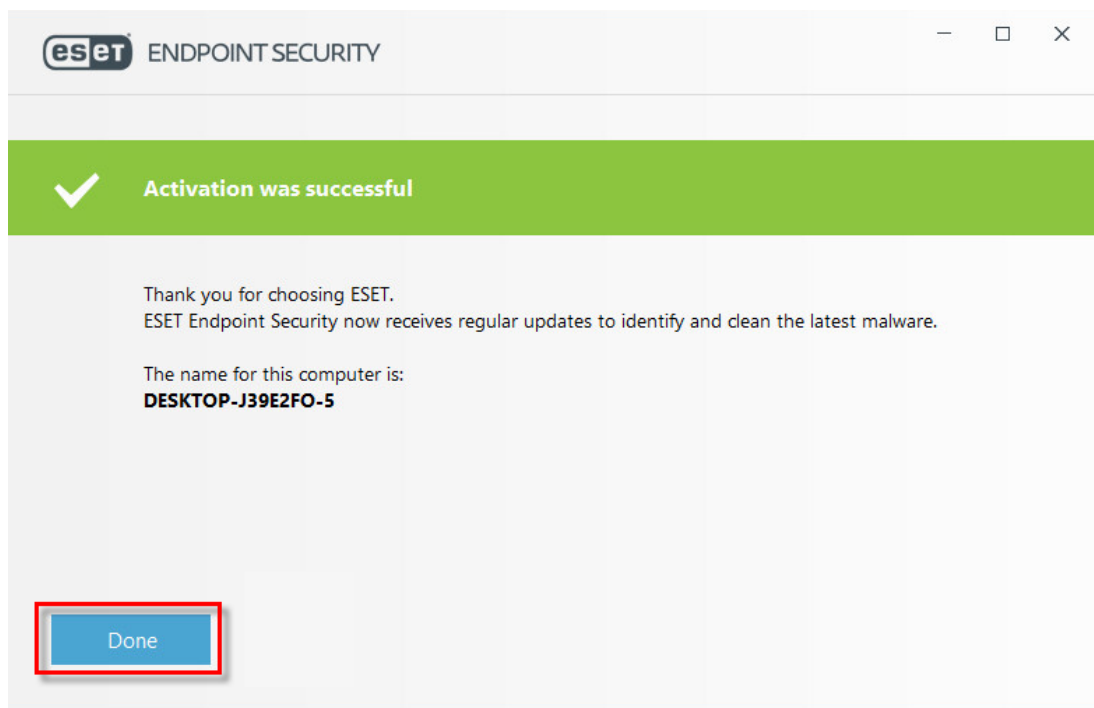 eset ENDPOINT SECURITY
Activation was successful
Thank you for choosing ESET.
ESET Endpoint Security now receives regular updates to identify and clean the latest malware.
The name for this computer is:
DESKTOP-J39E2FO-5
Done